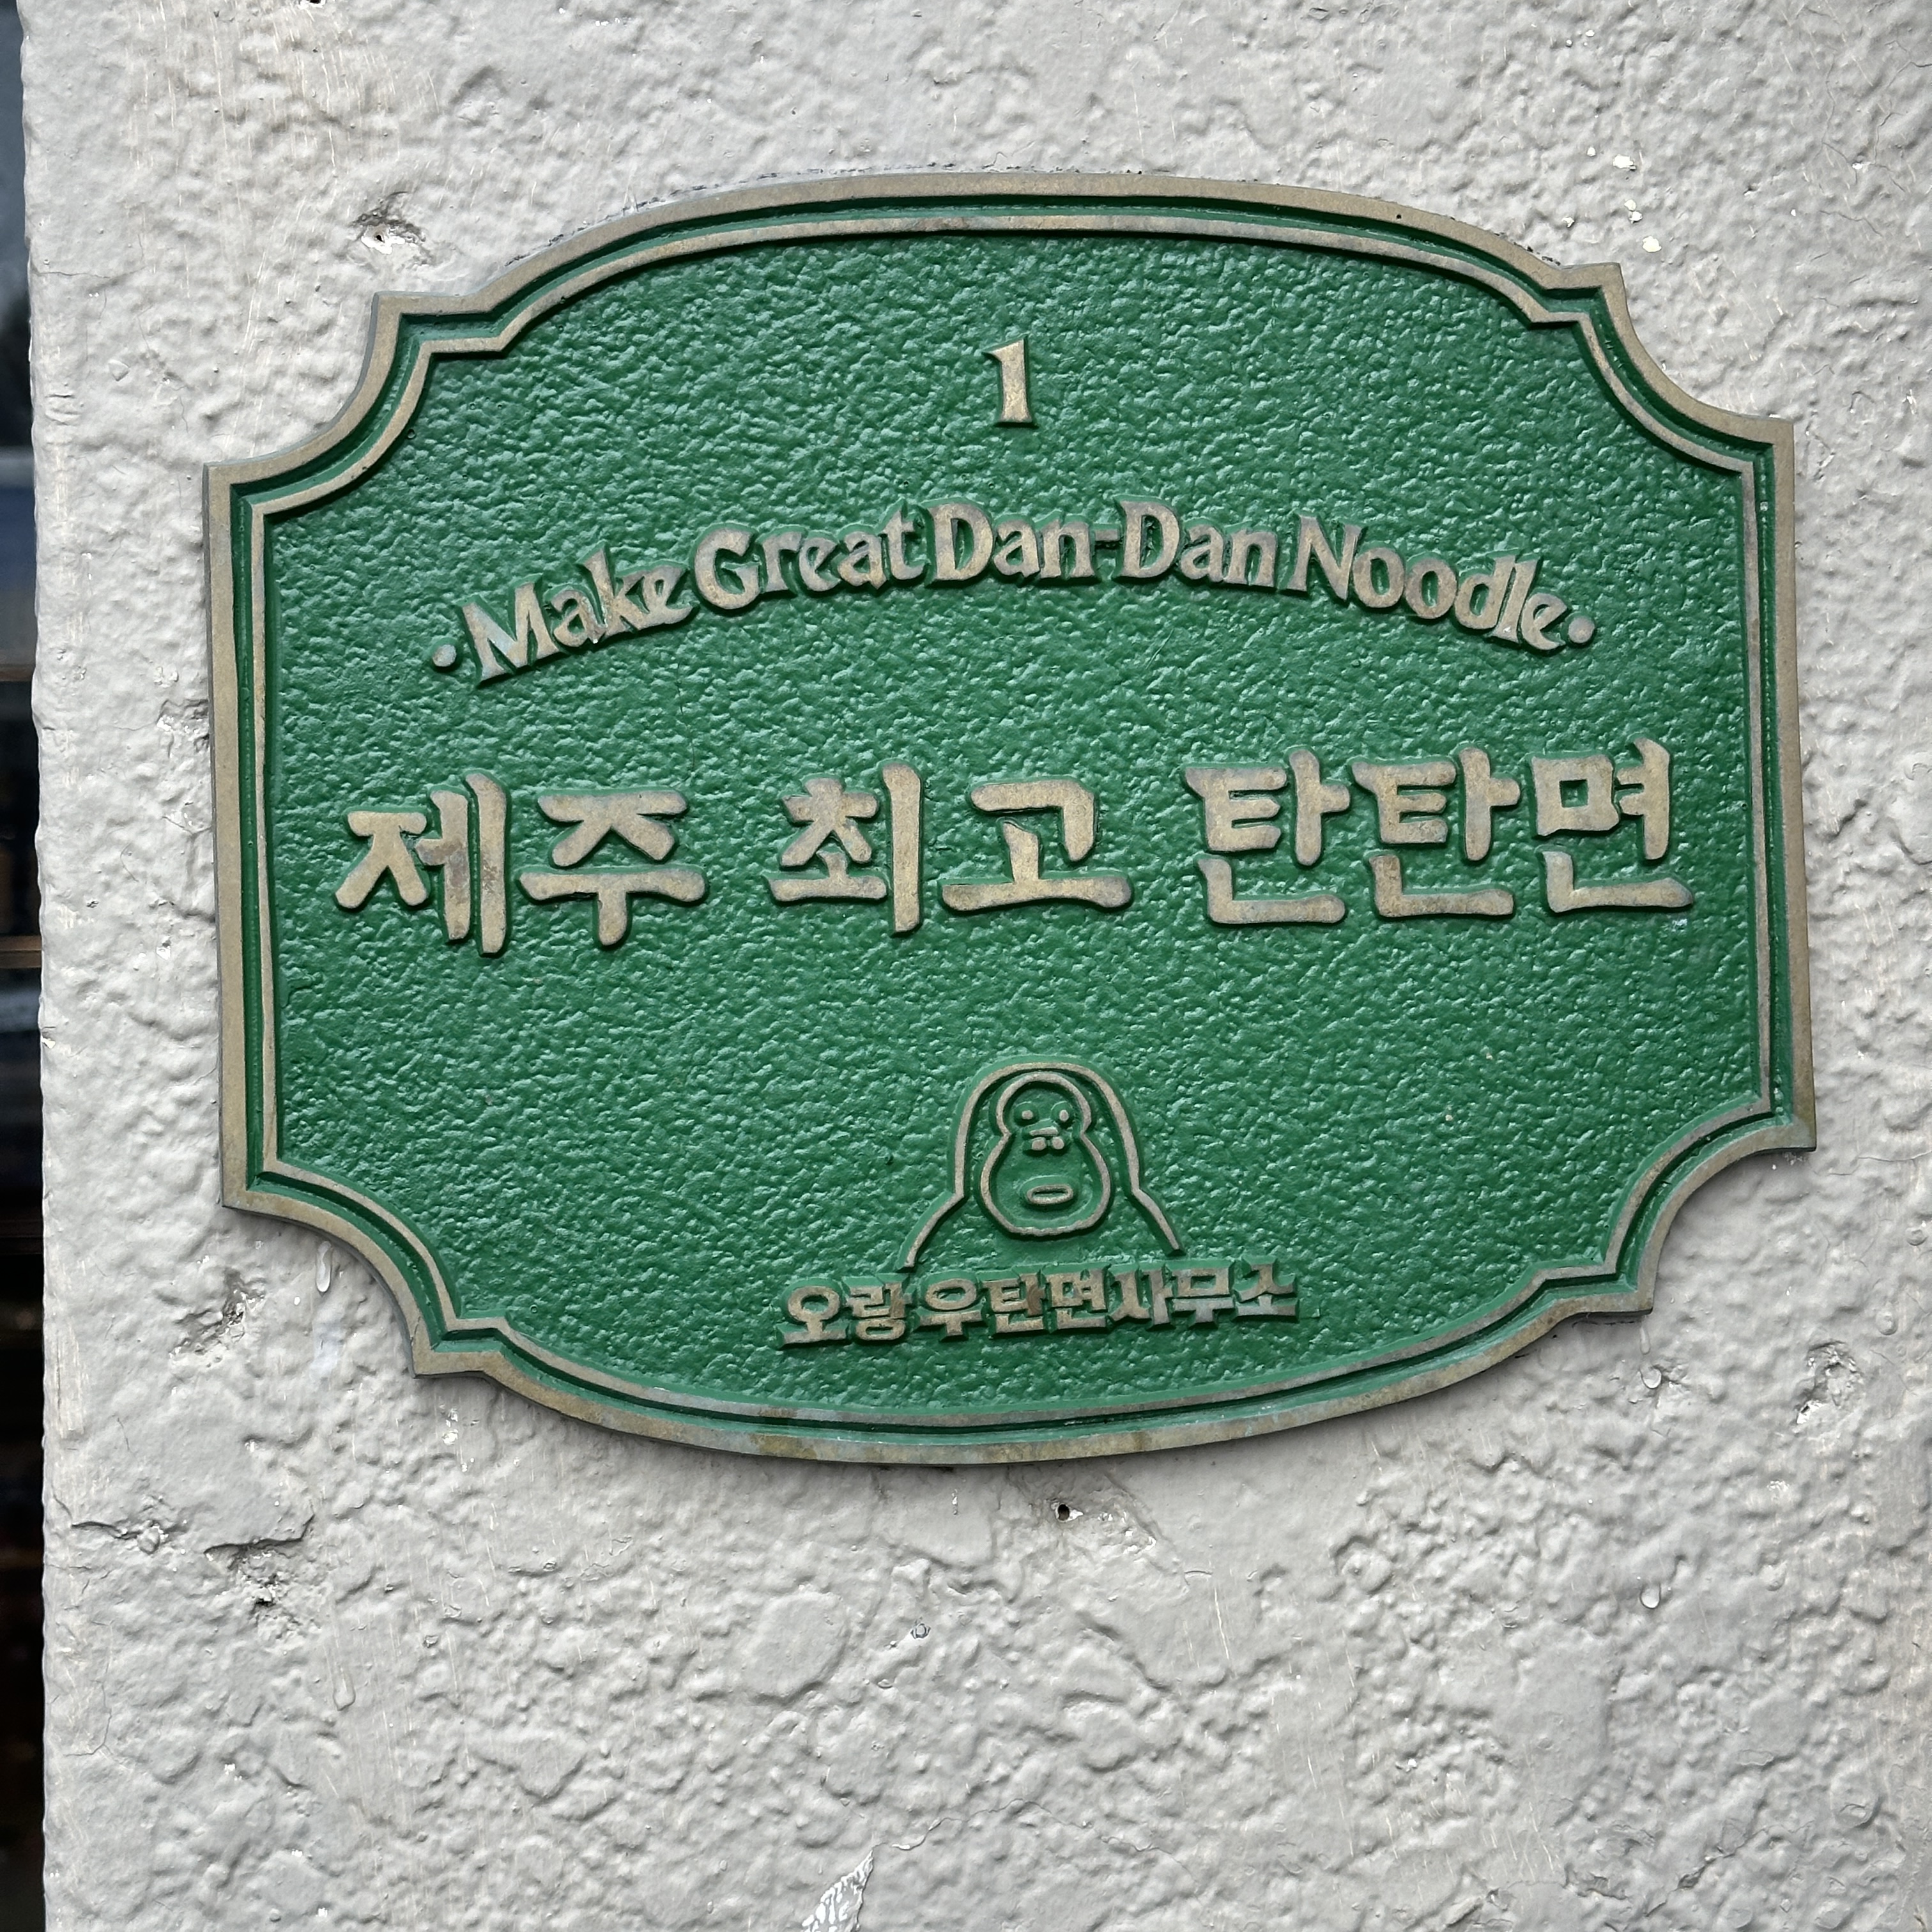 1
·Make Great Dan-Dan Noodle·
제주 최고 탄탄면
오랑우탄면사무소